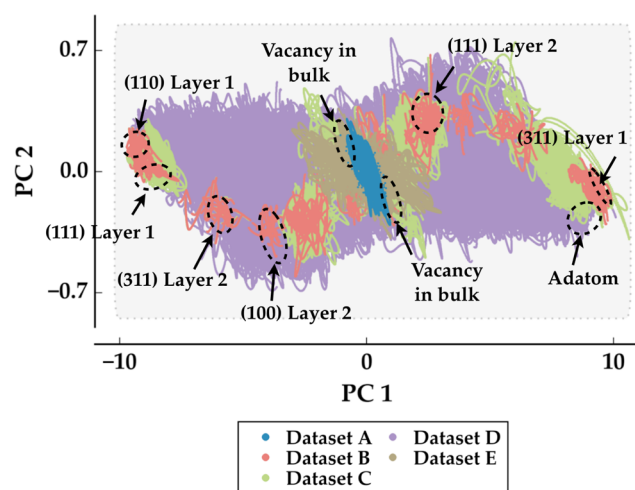 0.7
0.0
−0.7
PC 2
(110) Layer 1
Vacancy in
bulk
(111) Layer 2
(311) Layer 1
(111) Layer 1
(311) Layer 2
(100) Layer 2
Vacancy
in bulk
Adatom
−10
0
10
PC 1
Dataset A
Dataset B
Dataset C
Dataset D
Dataset E